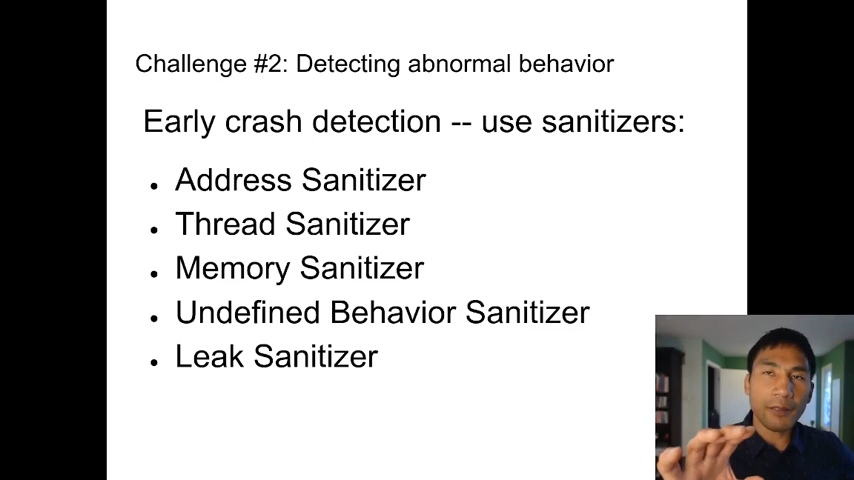 Challenge #2: Detecting abnormal behavior
Early crash detection -- use sanitizers:
• Address Sanitizer
• Thread Sanitizer
• Memory Sanitizer
• Undefined Behavior Sanitizer
• Leak Sanitizer